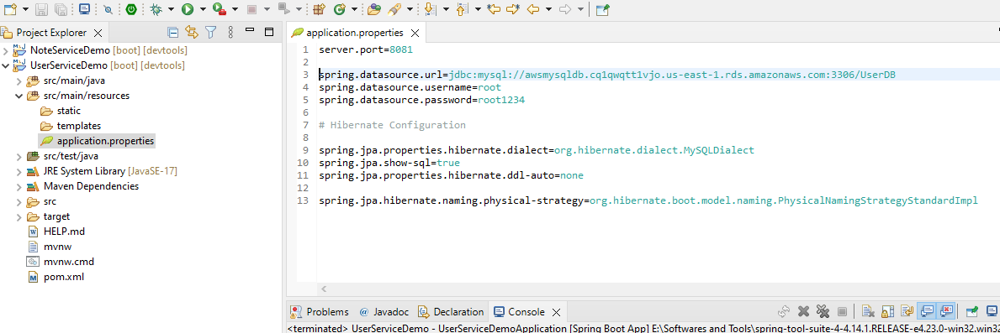 Project Explorer
NoteServiceDemo [boot] [devtools]
UserServiceDemo [boot] [devtools]
src/main/java
src/main/resources
static
templates
application.properties
src/test/java
JRE System Library [JavaSE-17]
Maven Dependencies
src
target
HELP.md
mvnw
mvnw.cmd
pom.xml
application.properties
1 server.port=8081
2
3 spring.datasource.url=jdbc:mysql://awsmysqldb.cq1qwqtt1vjo.us-east-1.rds.amazonaws.com:3306/UserDB
4 spring.datasource.username=root
5 spring.datasource.password=root1234
6
7 # Hibernate Configuration
8
9 spring.jpa.properties.hibernate.dialect=org.hibernate.dialect.MySQLDialect
10 spring.jpa.show-sql=true
11 spring.jpa.properties.hibernate.ddl-auto=none
12
13 spring.jpa.hibernate.naming.physical-strategy=org.hibernate.boot.model.naming.PhysicalNamingStrategyStandardImpl
Problems @ Javadoc Declaration Console
<terminated> UserServiceDemo - UserServiceDemoApplication [Spring Boot App] E:\Softwares and Tools\spring-tool-suite-4-4.14.1.RELEASE-e4.23.0-win32.win32